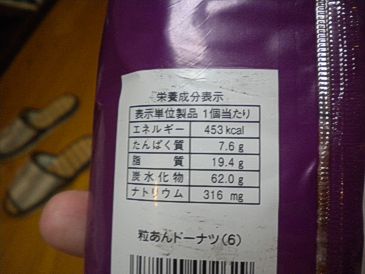 栄養成分表示
表示単位製品 1個当たり
エネルギー 453 kcal
たんぱく質 7.6 g
脂質 19.4 g
炭水化物 62.0 g
ナトリウム 316 mg
粒あんドーナツ(6)